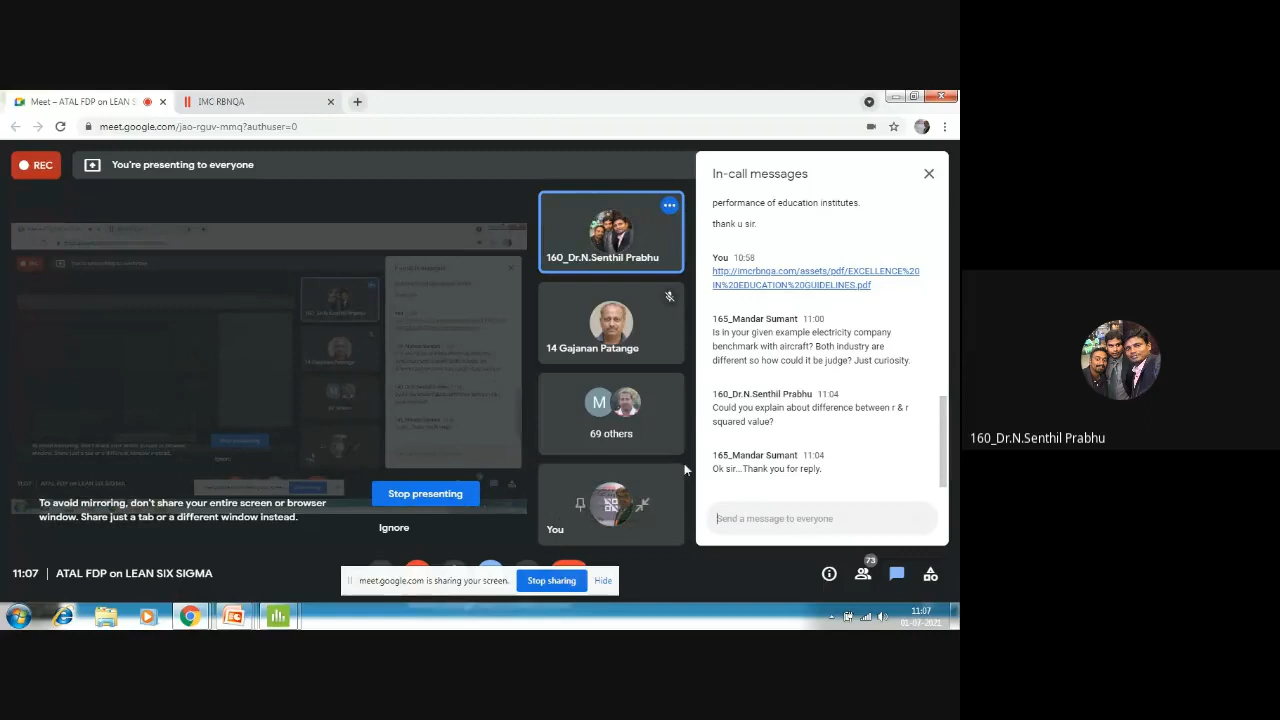 Meet – ATAL FDP on LEAN S
IMC RBNQA
meet.google.com/jao-rguv-mmq?authuser=0
REC
You're presenting to everyone
In-call messages
performance of education institutes.
thank u sir.
You 10:58
http://imcrbnqa.com/assets/pdf/EXCELLENCE%20
IN%20EDUCATION%20GUIDELINES.pdf
165_Mandar Sumant 11:00
Is in your given example electricity company
benchmark with aircraft? Both industry are
different so how could it be judge? Just curiosity.
160_Dr.N.Senthil Prabhu 11:04
Could you explain about difference between r & r
squared value?
165_Mandar Sumant 11:04
Ok sir...Thank you for reply.
Send a message to everyone
160_Dr.N.Senthil Prabhu
14 Gajanan Patange
M
69 others
You
To avoid mirroring, don't share your entire screen or browser
window. Share just a tab or a different window instead.
Stop presenting
Ignore
11:07 | ATAL FDP on LEAN SIX SIGMA
73
meet.google.com is sharing your screen.
Stop sharing
Hide
11:07
01-07-2021
160_Dr.N.Senthil Prabhu